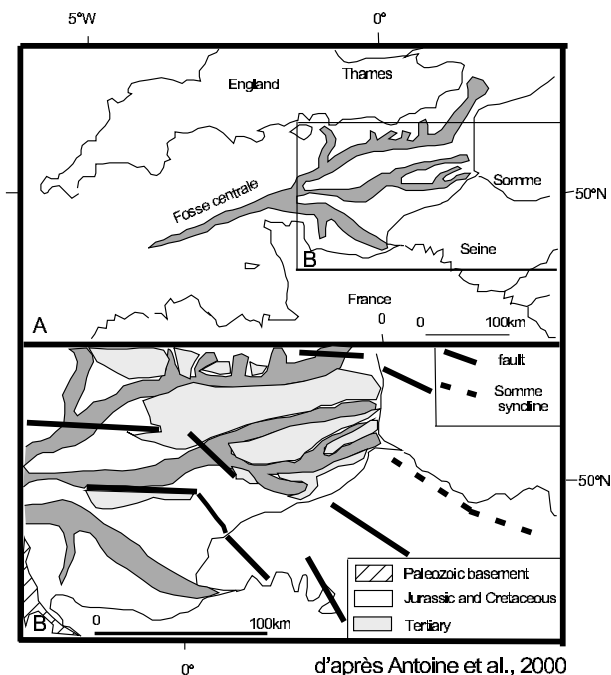 5°W
0°
England
Thames
Fosse centrale
Somme
50°N
B
Seine
A
France
0
0
100km
fault
Somme
syncline
50°N
Paleozoic basement
Jurassic and Cretaceous
Tertiary
B
0
100km
0°
d'après Antoine et al., 2000